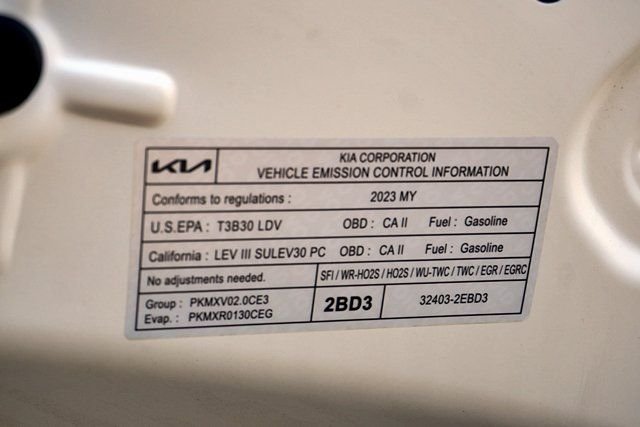 KIA
KIA CORPORATION
VEHICLE EMISSION CONTROL INFORMATION
Conforms to regulations : 2023 MY
U.S.EPA : T3B30 LDV OBD : CA II Fuel : Gasoline
California : LEV III SULEV30 PC OBD : CA II Fuel : Gasoline
No adjustments needed. SFI / WR-HO2S / HO2S / WU-TWC / TWC / EGR / EGRC
Group : PKMXV02.0CE3
Evap. : PKMXR0130CEG
2BD3
32403-2EBD3